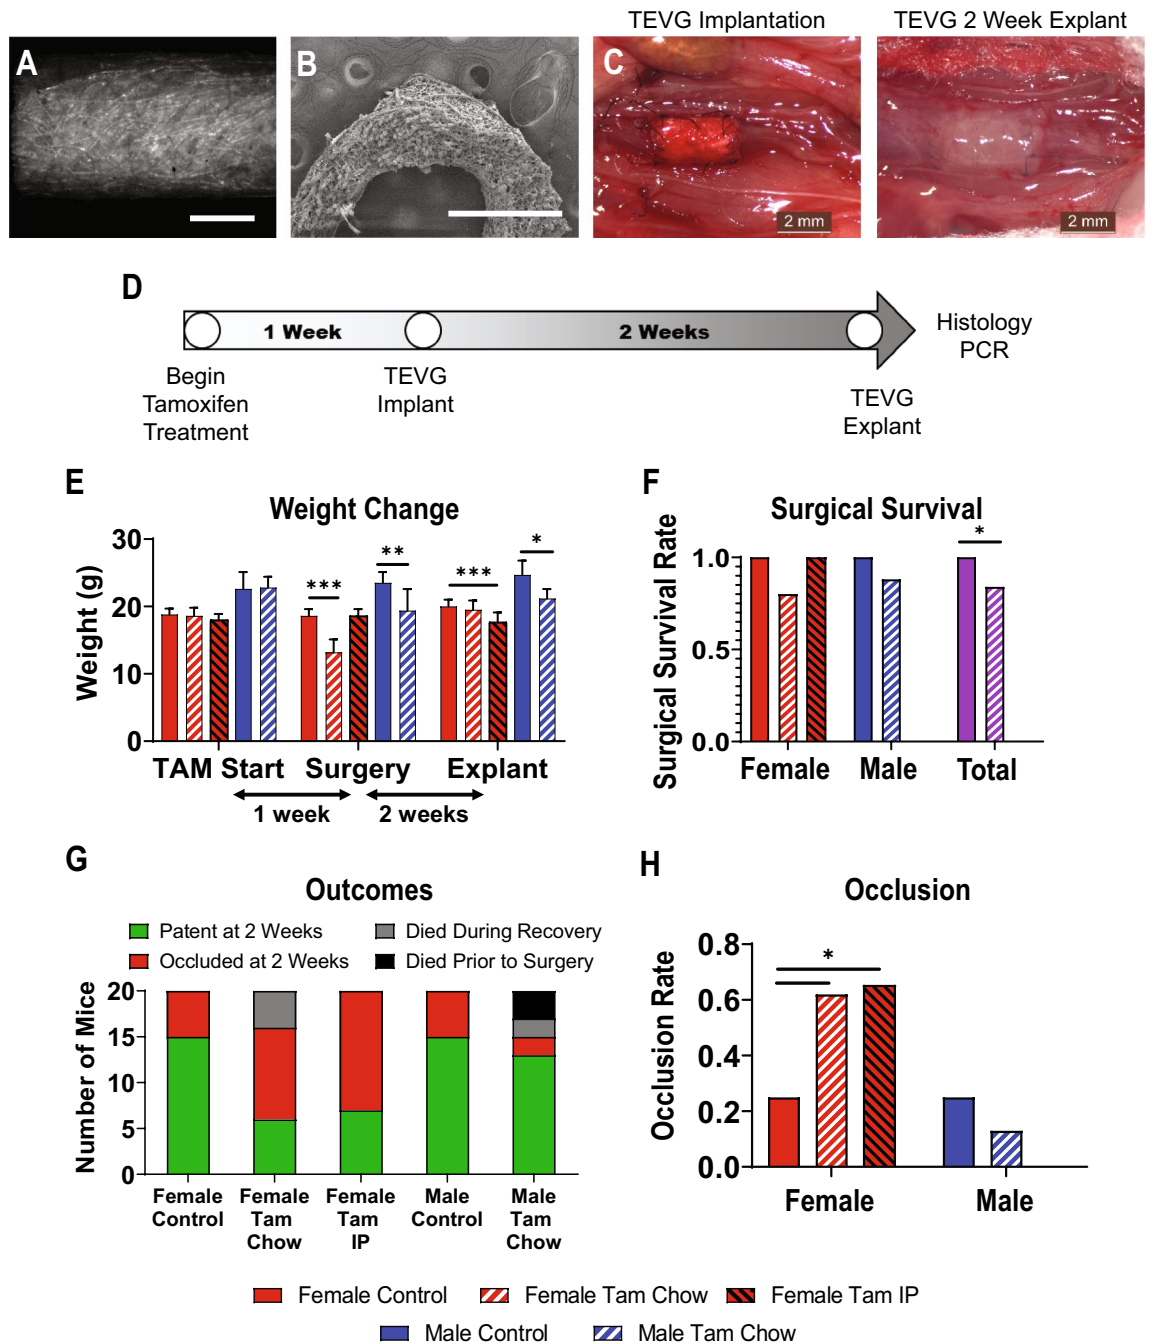 TEVG Implantation
TEVG 2 Week Explant
A
B
C
2 mm
2 mm
D
1 Week
2 Weeks
Histology
PCR
Begin
Tamoxifen
Treatment
TEVG
Implant
TEVG
Explant
E
Weight Change
Weight (g)
30
20
10
0
***
**
***
*
TAM Start
Surgery
Explant
1 week
2 weeks
F
Surgical Survival
Surgical Survival Rate
1.0
0.5
0.0
*
Female
Male
Total
G
Outcomes
Patent at 2 Weeks
Died During Recovery
Occluded at 2 Weeks
Died Prior to Surgery
Number of Mice
20
15
10
5
0
Female
Control
Female
Tam
Chow
Female
Tam
IP
Male
Control
Male
Tam
Chow
H
Occlusion
Occlusion Rate
0.8
0.6
0.4
0.2
0.0
*
Female
Male
Female Control
Female Tam Chow
Female Tam IP
Male Control
Male Tam Chow